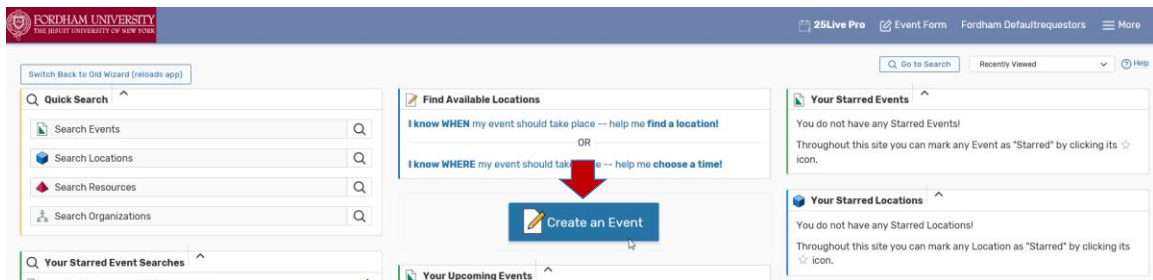 FORDHAM UNIVERSITY
THE JESUIT UNIVERSITY OF NEW YORK
25Live Pro
Event Form
Fordham Defaultrequestors
More
Switch Back to Old Wizard (reloads app)
Go to Search
Recently Viewed
Help
Quick Search
Search Events
Search Locations
Search Resources
Search Organizations
Your Starred Event Searches
Find Available Locations
I know WHEN my event should take place -- help me find a location!
OR
I know WHERE my event should -- help me choose a time!
Create an Event
Your Upcoming Events
Your Starred Events
You do not have any Starred Events!
Throughout this site you can mark any Event as "Starred" by clicking its
icon.
Your Starred Locations
You do not have any Starred Locations!
Throughout this site you can mark any Location as "Starred" by clicking its
icon.